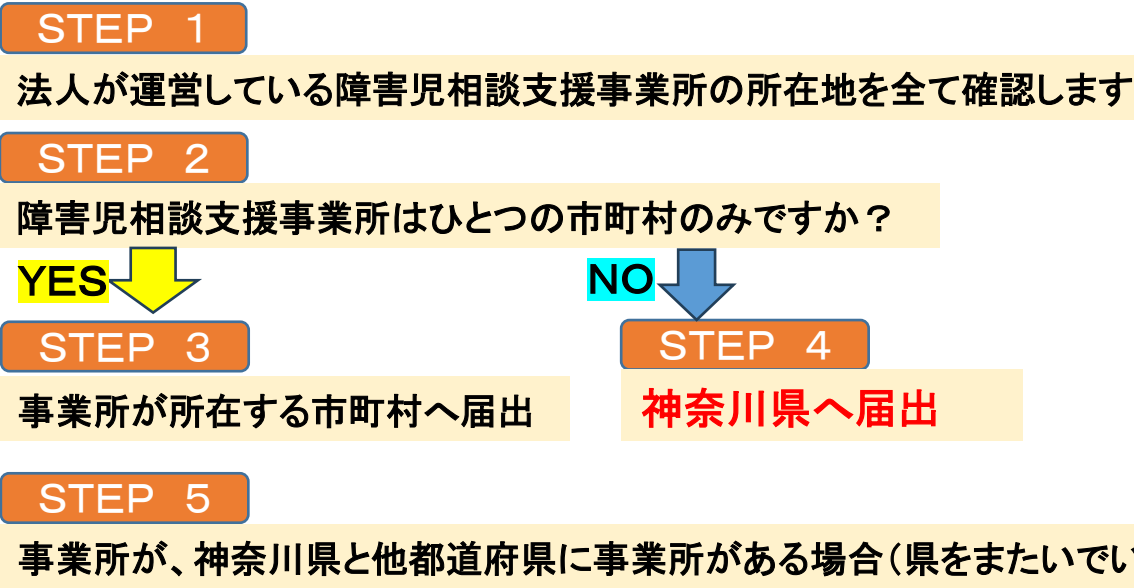 STEP　１
法人が運営している障害児相談支援事業所の所在地を全て確認します
STEP　２
障害児相談支援事業所はひとつの市町村のみですか？
YES
NO
STEP　３
STEP　４
事業所が所在する市町村へ届出
神奈川県へ届出
STEP　５
事業所が、神奈川県と他都道府県に事業所がある場合（県をまたいでい